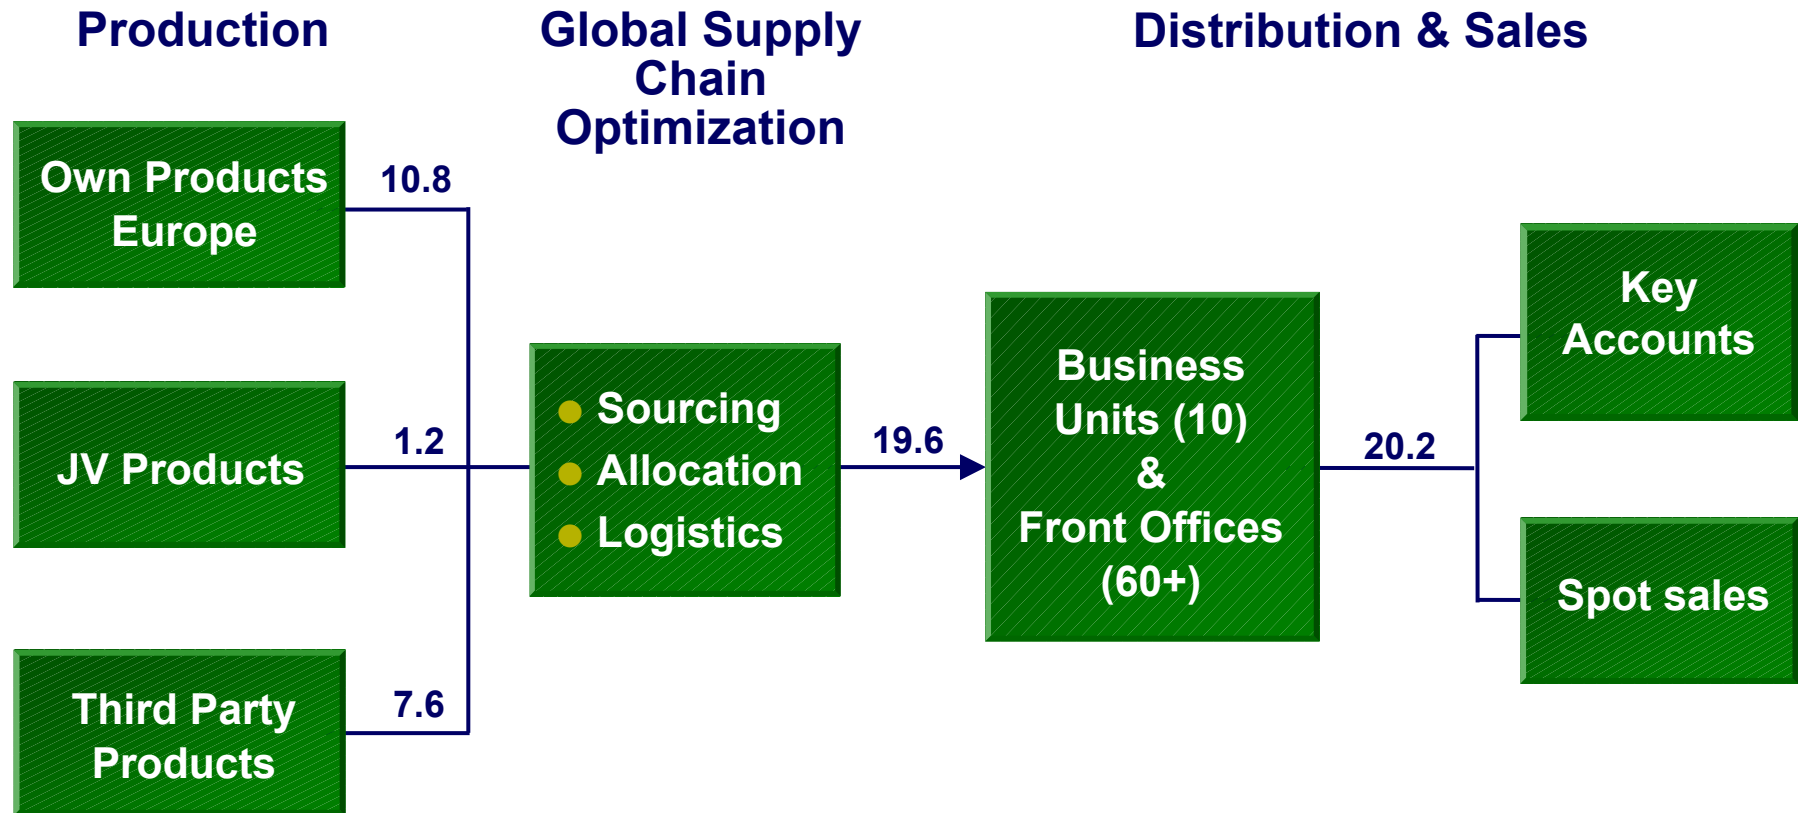 Production
Global Supply
Chain
Optimization
Distribution & Sales
Own Products
Europe
10.8
JV Products
1.2
Third Party
Products
7.6
● Sourcing
● Allocation
● Logistics
19.6
Business
Units (10)
&
Front Offices
(60+)
20.2
Key
Accounts
Spot sales